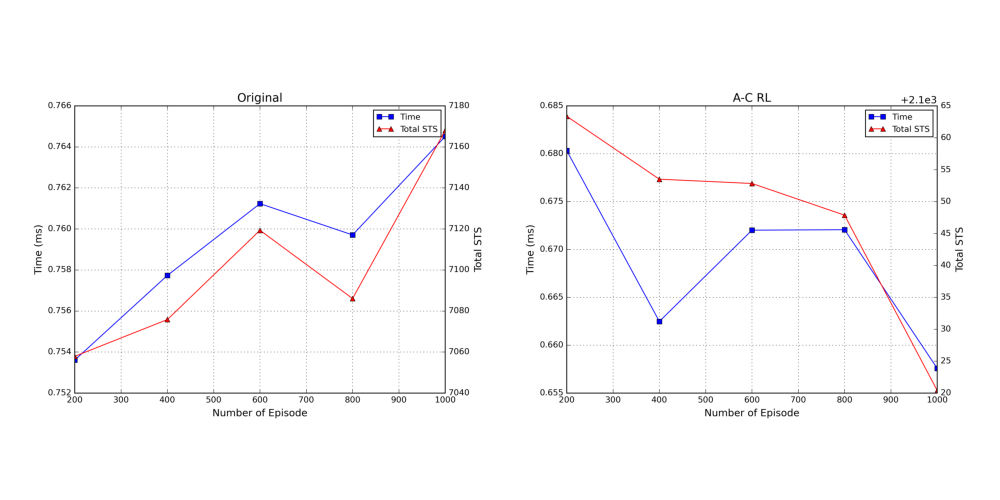 Original
0.766
0.764
0.762
0.760
0.758
0.756
0.754
0.752
Time (ms)
7180
7160
7140
7120
7100
7080
7060
7040
Total STS
Time
Total STS
200 300 400 500 600 700 800 900 1000
Number of Episode
A-C RL
+2.1e3
0.685
0.680
0.675
0.670
0.665
0.660
0.655
Time (ms)
65
60
55
50
45
40
35
30
25
20
Total STS
Time
Total STS
200 300 400 500 600 700 800 900 1000
Number of Episode